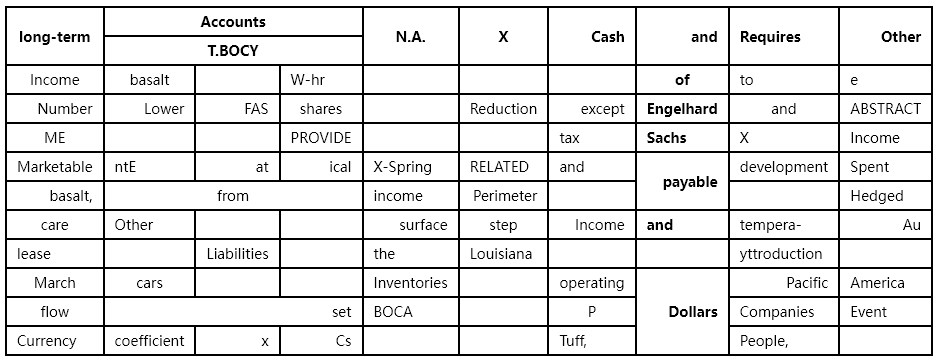 long-term Accounts N.A. X Cash and Requires Other
T.BOCY
Income basalt W-hr of to e
Number Lower FAS shares Reduction except Engelhard and ABSTRACT
ME PROVIDE tax Sachs X Income
Marketable ntE at ical X-Spring RELATED and payable development Spent
basalt, from income Perimeter Hedged
care Other surface step Income and tempera- Au
lease Liabilities the Louisiana yttroduction
March cars Inventories operating Dollars Pacific America
flow set BOCA P Companies Event
Currency coefficient x Cs Tuff, People,